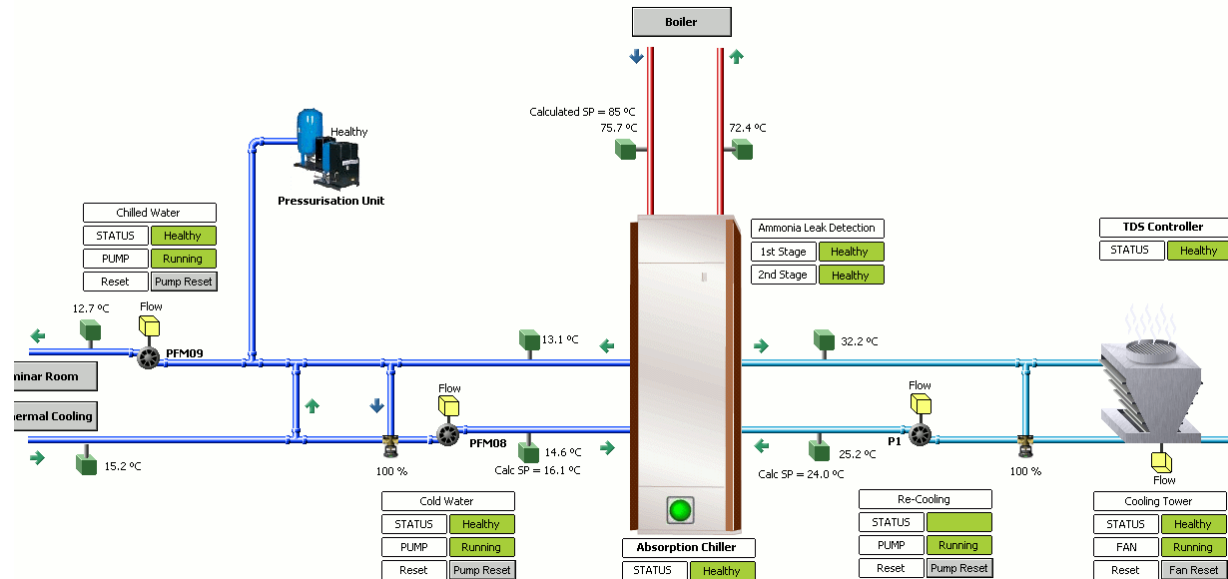 Boiler
Calculated SP = 85 ºC
75.7 ºC
72.4 ºC
Healthy
Pressurisation Unit
Chilled Water
STATUS Healthy
PUMP Running
Reset Pump Reset
Ammonia Leak Detection
1st Stage Healthy
2nd Stage Healthy
TDS Controller
STATUS Healthy
12.7 ºC
Flow
PFM09
13.1 ºC
32.2 ºC
minar Room
hermal Cooling
Flow
PFM08
Flow
P1
15.2 ºC
100 %
14.6 ºC
Calc SP = 16.1 ºC
25.2 ºC
Calc SP = 24.0 ºC
100 %
Flow
Cold Water
STATUS Healthy
PUMP Running
Reset Pump Reset
Absorption Chiller
STATUS Healthy
Re-Cooling
STATUS
PUMP Running
Reset Pump Reset
Cooling Tower
STATUS Healthy
FAN Running
Reset Fan Reset